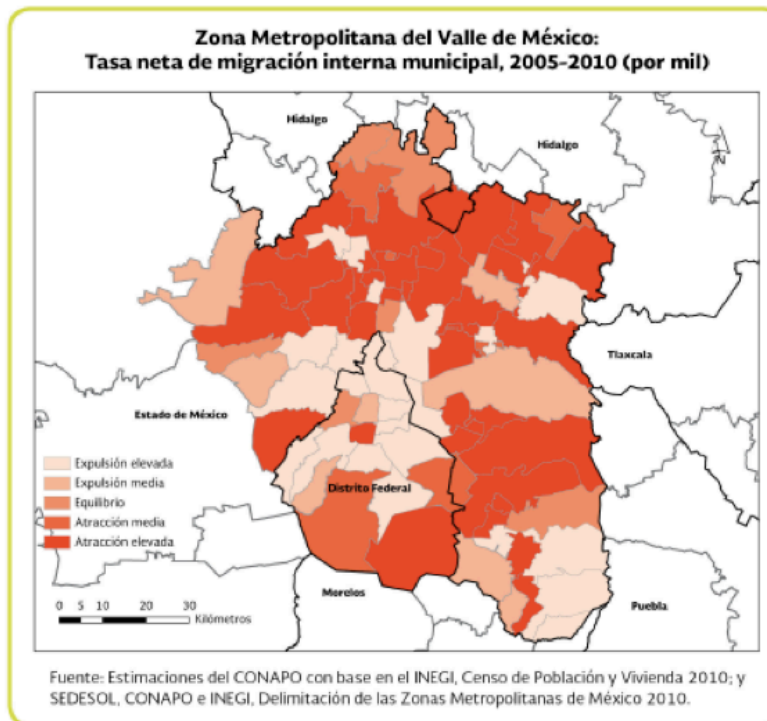 Zona Metropolitana del Valle de México:
Tasa neta de migración interna municipal, 2005-2010 (por mil)
Hidalgo
Hidalgo
N
Tlaxcala
Estado de México
Expulsión elevada
Expulsión media
Equilibrio
Atracción media
Atracción elevada
Distrito Federal
Morelos
Puebla
0 5 10 20 30
Kilómetros
Fuente: Estimaciones del CONAPO con base en el INEGI, Censo de Población y Vivienda 2010; y
SEDESOL, CONAPO e INEGI, Delimitación de las Zonas Metropolitanas de México 2010.